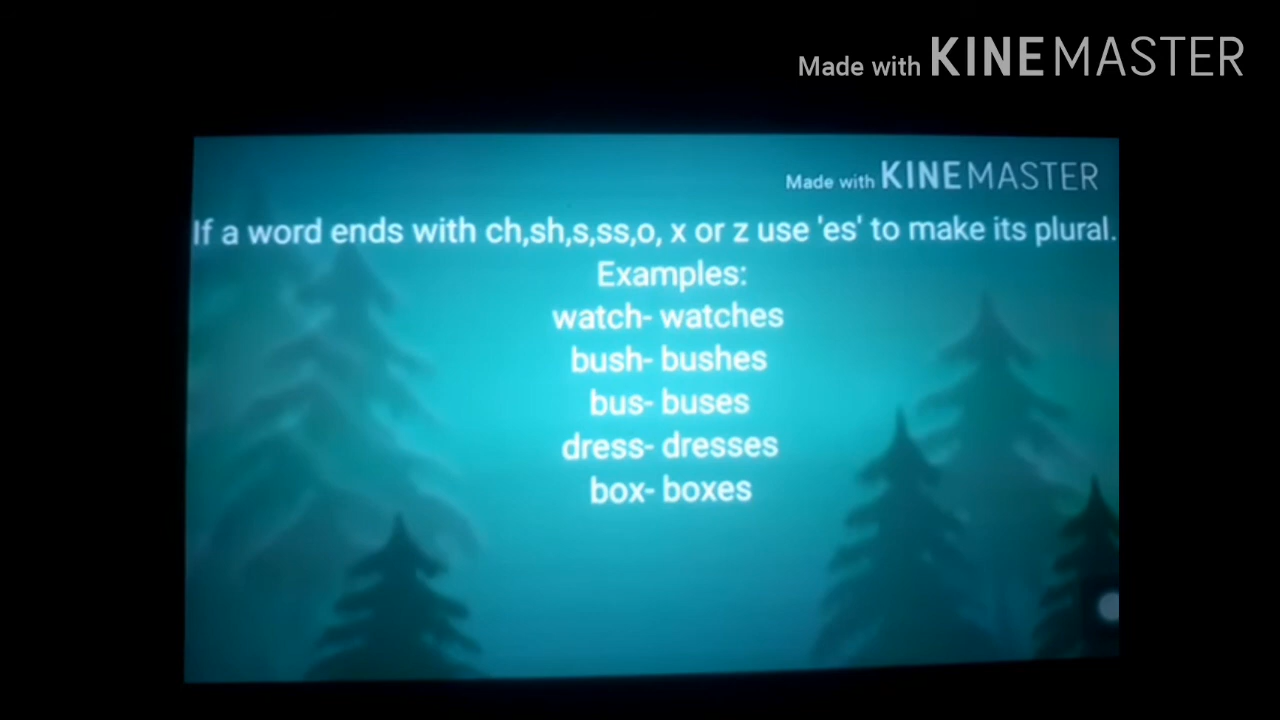 Made with KINEMASTER
Made with KINEMASTER
If a word ends with ch,sh,s,ss,o, x or z use 'es' to make its plural.
Examples:
watch- watches
bush- bushes
bus- buses
dress- dresses
box- boxes